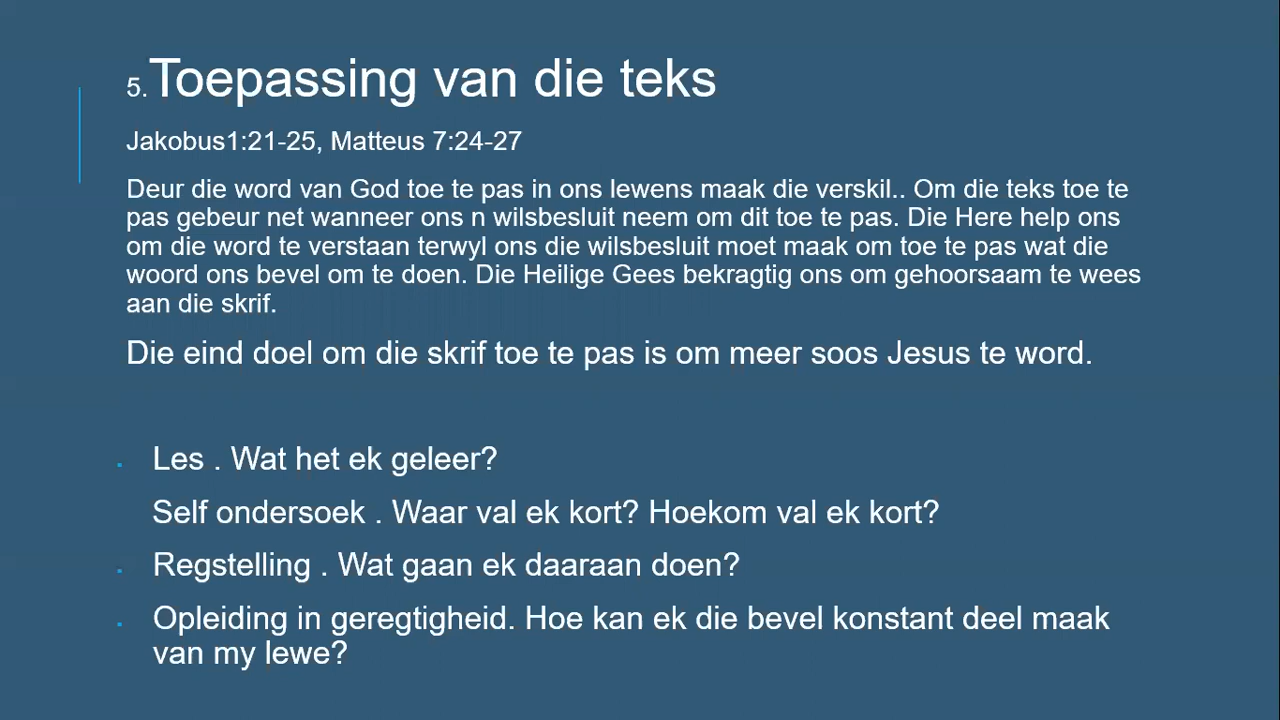 5.Toepassing van die teks
Jakobus1:21-25, Matteus 7:24-27
Deur die word van God toe te pas in ons lewens maak die verskil.. Om die teks toe te
pas gebeur net wanneer ons n wilsbesluit neem om dit toe te pas. Die Here help ons
om die word te verstaan terwyl ons die wilsbesluit moet maak om toe te pas wat die
woord ons bevel om te doen. Die Heilige Gees bekragtig ons om gehoorsaam te wees
aan die skrif.
Die eind doel om die skrif toe te pas is om meer soos Jesus te word.
▪ Les . Wat het ek geleer?
Self ondersoek . Waar val ek kort? Hoekom val ek kort?
▪ Regstelling . Wat gaan ek daaraan doen?
▪ Opleiding in geregtigheid. Hoe kan ek die bevel konstant deel maak
van my lewe?